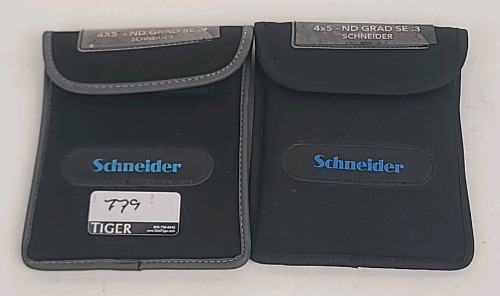 4x5 - ND GRAD SE .3
SCHNEIDER
Schneider
779
TIGER
4x5 - ND GRAD SE .3
SCHNEIDER
Schneider